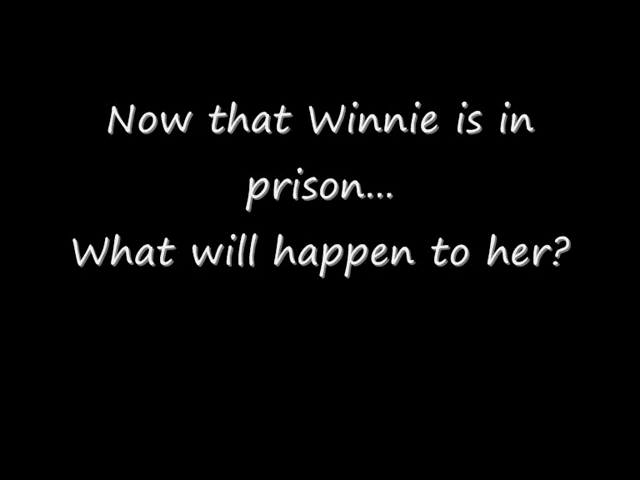 Now that Winnie is in
prison...
What will happen to her?